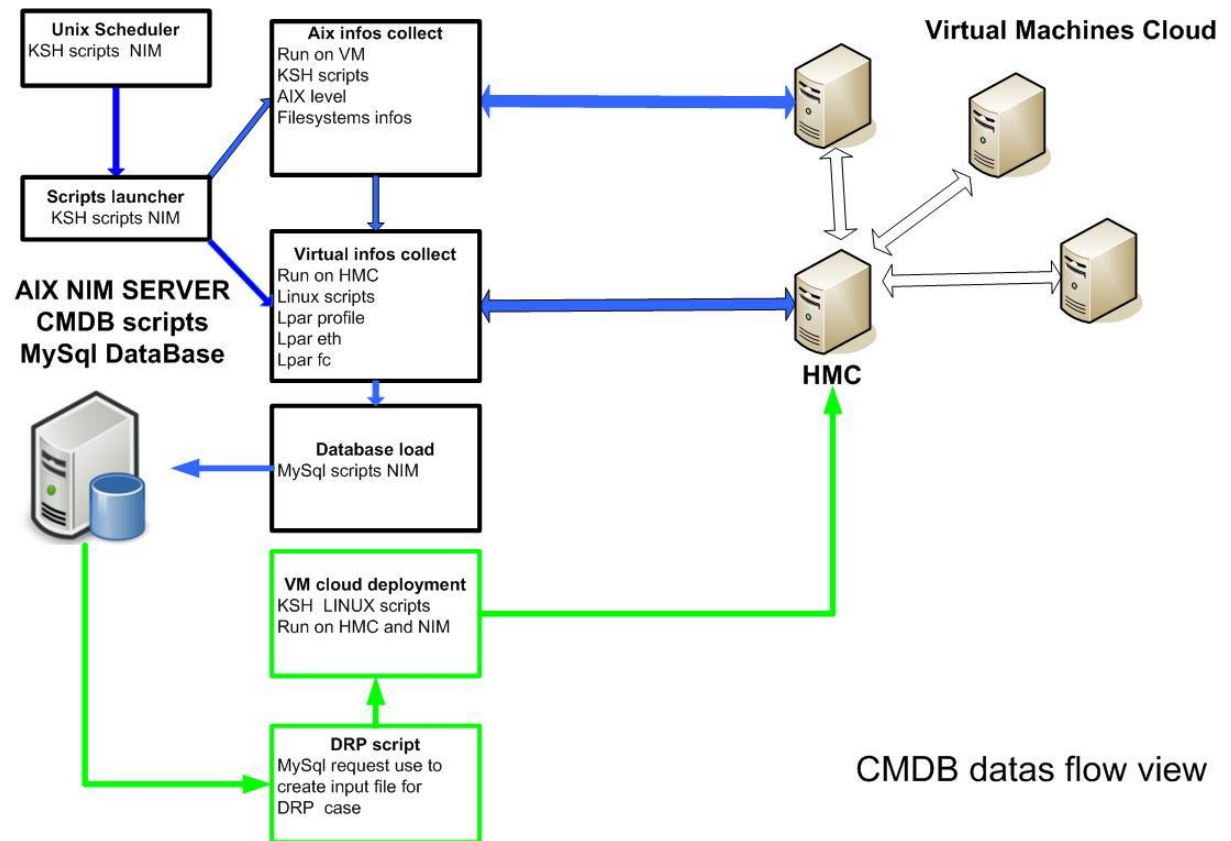 Unix Scheduler
KSH scripts  NIM
Aix infos collect
Run on VM
KSH scripts
AIX level
Filesystems infos
Virtual Machines Cloud
Scripts launcher
KSH scripts NIM
Virtual infos collect
Run on HMC
Linux scripts
Lpar profile
Lpar eth
Lpar fc
AIX NIM SERVER
CMDB scripts
MySql DataBase
HMC
Database load
MySql scripts NIM
VM cloud deployment
KSH  LINUX scripts
Run on HMC and NIM
DRP script
MySql request use to
create input file for
DRP  case
CMDB datas flow view